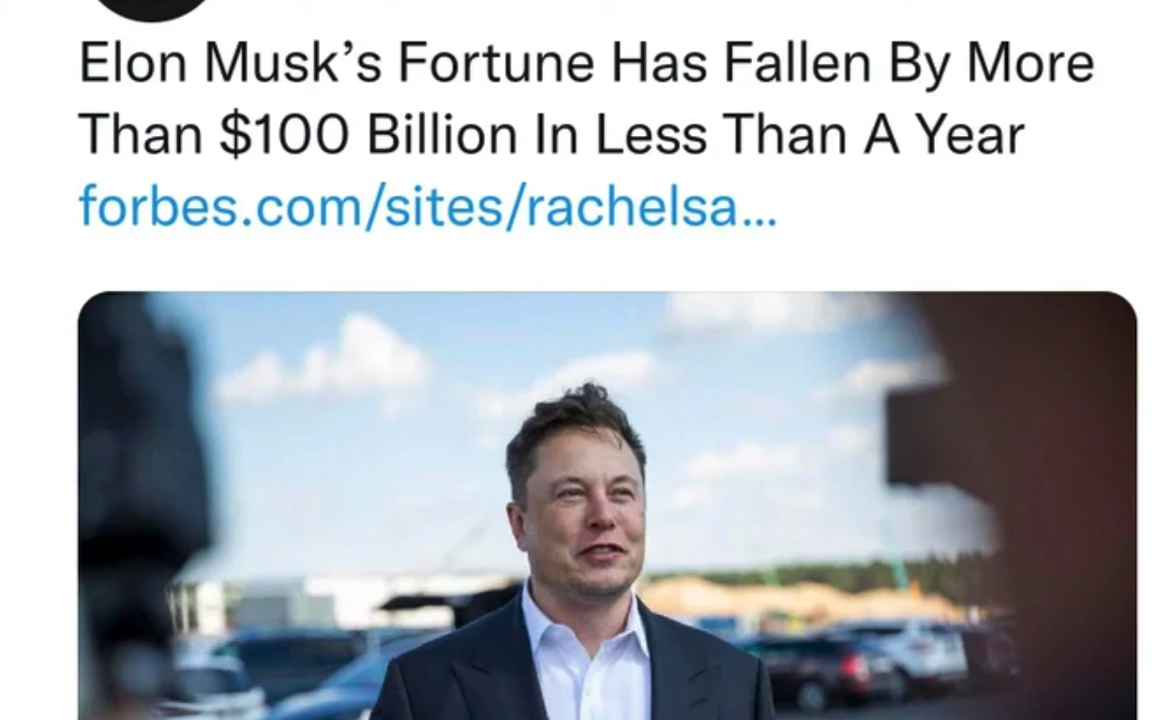 Elon Musk’s Fortune Has Fallen By More
Than $100 Billion In Less Than A Year
forbes.com/sites/rachelsa…